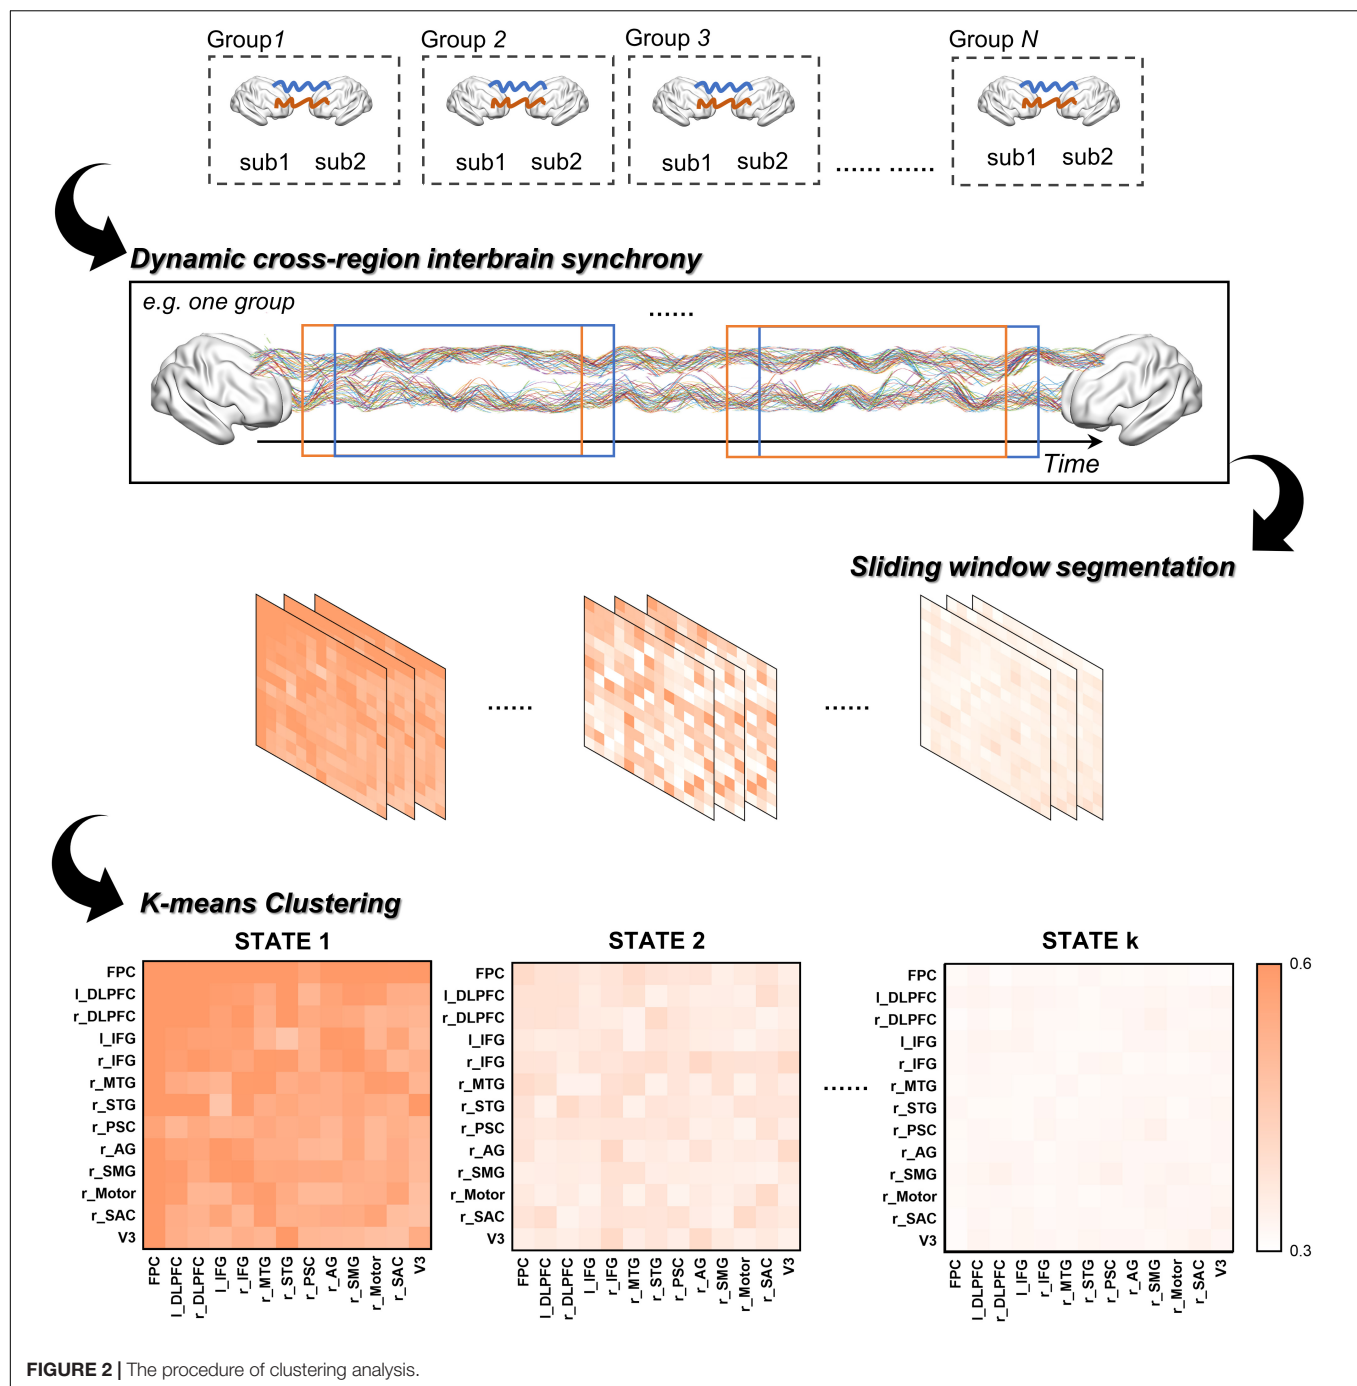 Group1 Group 2 Group 3 Group N
sub1 sub2 sub1 sub2 sub1 sub2 ...... ...... sub1 sub2
Dynamic cross-region interbrain synchrony
e.g. one group
......
Time
Sliding window segmentation
...... ......
K-means Clustering
STATE 1 STATE 2 STATE k
FPC
l_DLPFC
r_DLPFC
l_IFG
r_IFG
r_MTG
r_STG
r_PSC
r_AG
r_SMG
r_Motor
r_SAC
V3
FPC l_DLPFC r_DLPFC l_IFG r_IFG r_MTG r_STG r_PSC r_AG r_SMG r_Motor r_SAC V3
FPC
l_DLPFC
r_DLPFC
l_IFG
r_IFG
r_MTG
r_STG
r_PSC
r_AG
r_SMG
r_Motor
r_SAC
V3
FPC l_DLPFC r_DLPFC l_IFG r_IFG r_MTG r_STG r_PSC r_AG r_SMG r_Motor r_SAC V3
......
FPC
l_DLPFC
r_DLPFC
l_IFG
r_IFG
r_MTG
r_STG
r_PSC
r_AG
r_SMG
r_Motor
r_SAC
V3
FPC l_DLPFC r_DLPFC l_IFG r_IFG r_MTG r_STG r_PSC r_AG r_SMG r_Motor r_SAC V3
0.6
0.3
FIGURE 2 | The procedure of clustering analysis.